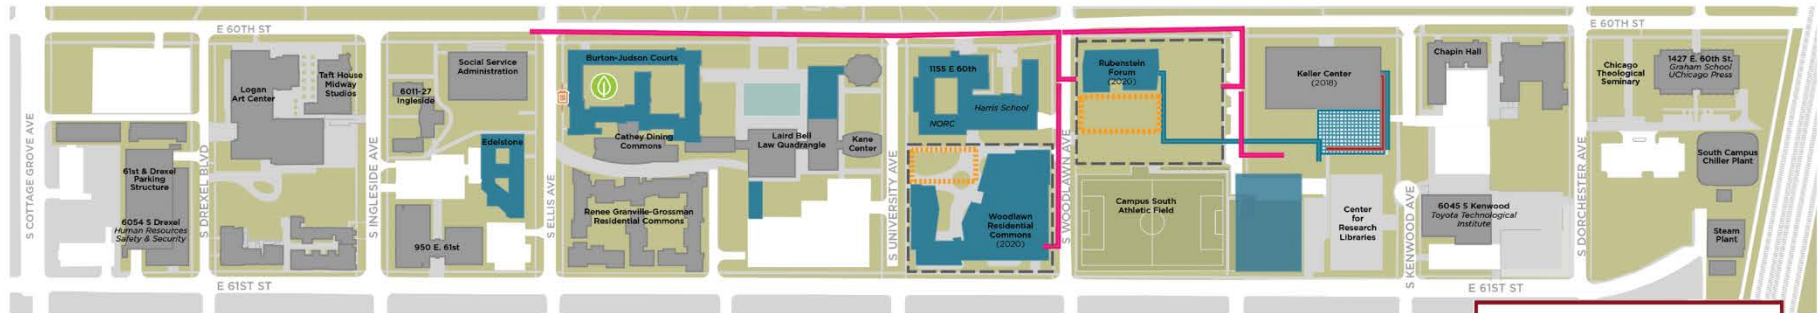 E 60TH ST
E 60TH ST
S COTTAGE GROVE AVE
61st & Drexel
Parking
Structure
6054 S Drexel
Human Resources
Safety & Security
S DREXEL BLVD
Logan
Art Center
Taft House
Midway
Studios
S INGLESIDE AVE
Social Service
Administration
6011-27
Ingleside
Edelstone
950 E. 61st
S ELLIS AVE
Burton-Judson Courts
Cathey Dining
Commons
Laird Bell
Law Quadrangle
Kane
Center
Renee Granville-Grossman
Residential Commons
S UNIVERSITY AVE
1155 E 60th
Harris School
NORC
Woodlawn
Residential
Commons
(2020)
S WOODLAWN AVE
Rubenstein
Forum
(2020)
Campus South
Athletic Field
Keller Center
(2018)
Center
for
Research
Libraries
S KENWOOD AVE
Chapin Hall
6045 S Kenwood
Toyota Technological
Institute
S DORCHESTER AVE
Chicago
Theological
Seminary
1427 E. 60th St.
Graham School
UChicago Press
South Campus
Chiller Plant
Steam
Plant
E 61ST ST
E 61ST ST